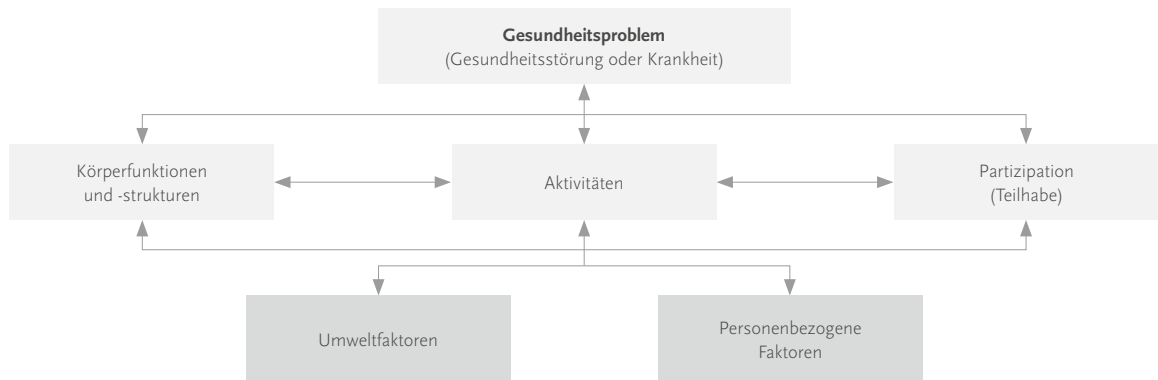 Gesundheitsproblem
(Gesundheitsstörung oder Krankheit)
Körperfunktionen
und -strukturen
Aktivitäten
Partizipation
(Teilhabe)
Umweltfaktoren
Personenbezogene
Faktoren